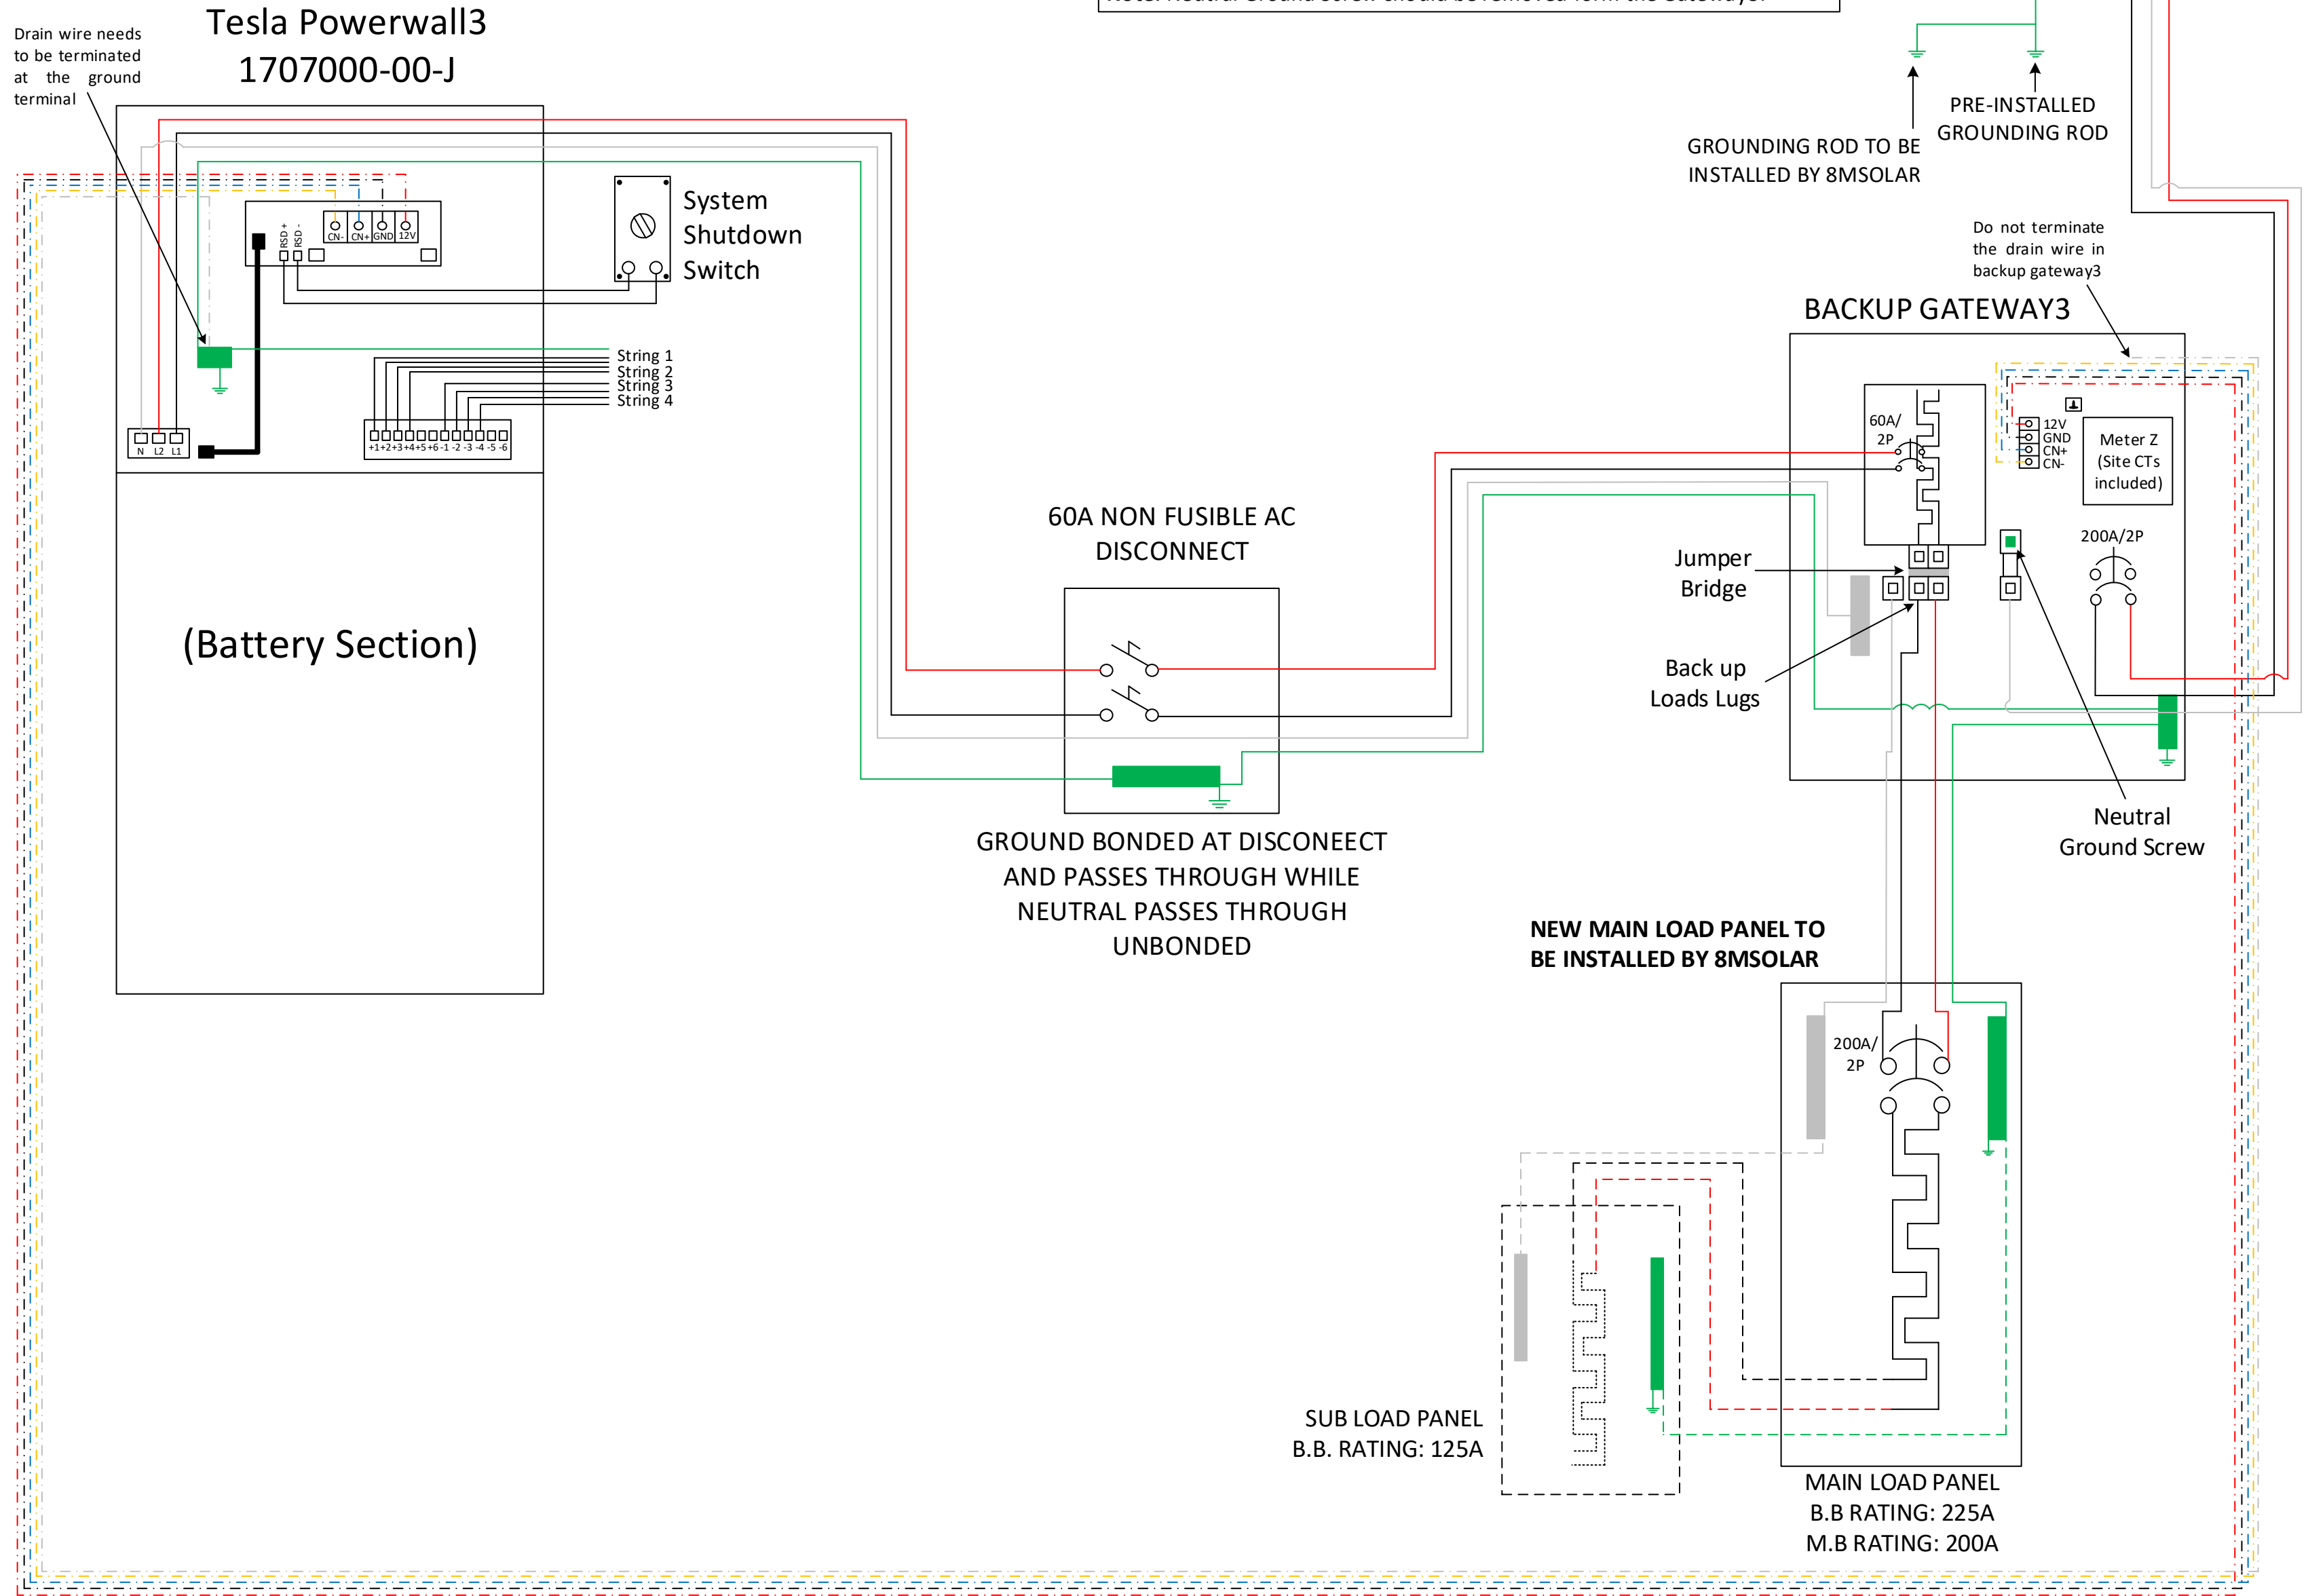 Tesla Powerwall3
1707000-00-J
Drain wire needs
to be terminated
at the ground
terminal
PRE-INSTALLED
GROUNDING ROD
GROUNDING ROD TO BE
INSTALLED BY 8MSOLAR
System
Shutdown
Switch
RSD +
RSD -
CN-
CN+
GND
12V
Do not terminate
the drain wire in
backup gateway3
BACKUP GATEWAY3
String 1
String 2
String 3
String 4
N
L2
L1
+1
+2
+3
+4
+5
+6
-1
-2
-3
-4
-5
-6
60A/
2P
12V
GND
CN+
CN-
Meter Z
(Site CTs
included)
60A NON FUSIBLE AC
DISCONNECT
200A/2P
Jumper
Bridge
(Battery Section)
Back up
Loads Lugs
Neutral
Ground Screw
GROUND BONDED AT DISCONEECT
AND PASSES THROUGH WHILE
NEUTRAL PASSES THROUGH
UNBONDED
NEW MAIN LOAD PANEL TO
BE INSTALLED BY 8MSOLAR
200A/
2P
SUB LOAD PANEL
B.B. RATING: 125A
MAIN LOAD PANEL
B.B RATING: 225A
M.B RATING: 200A